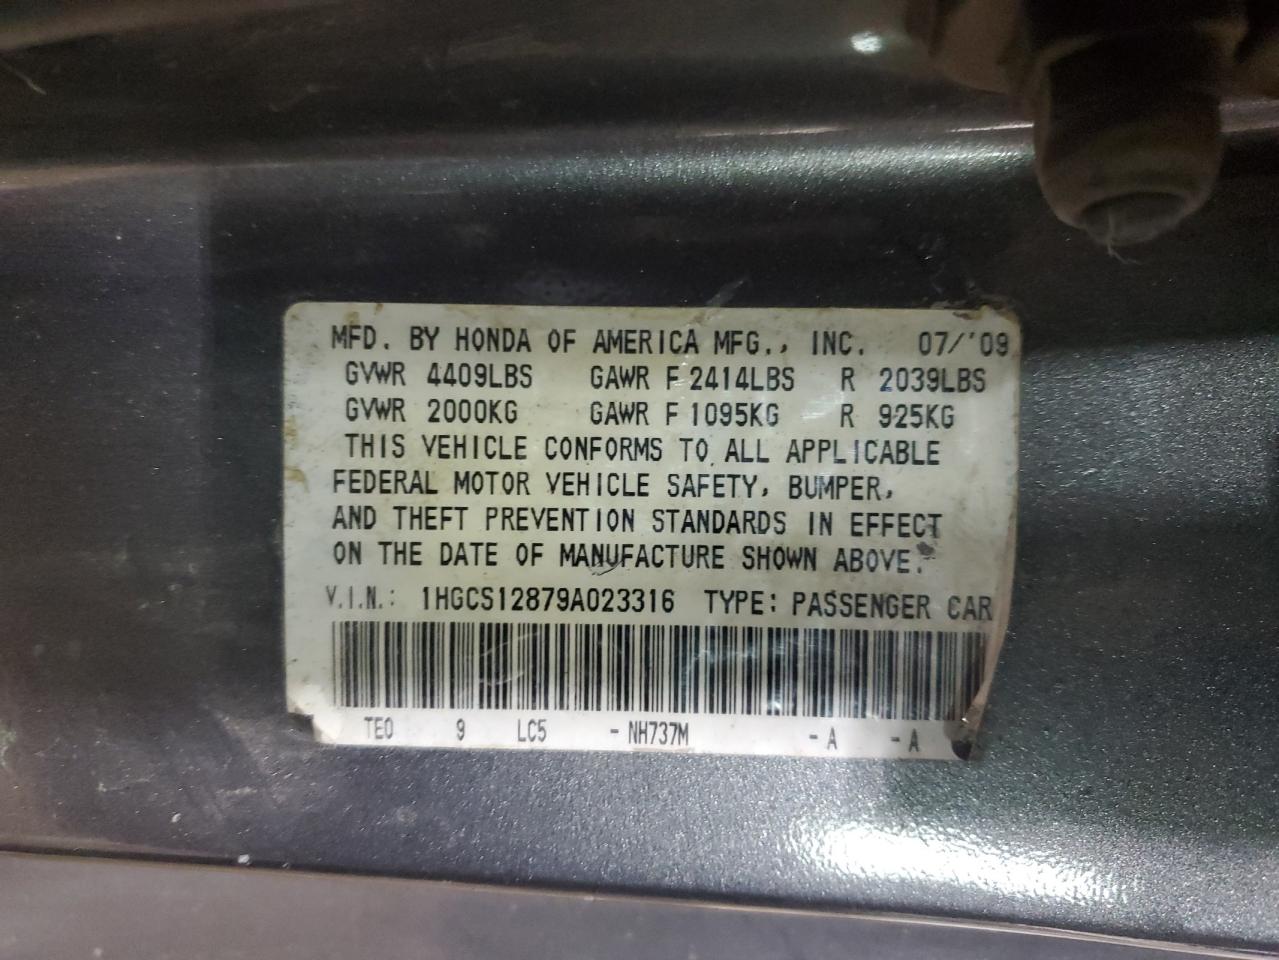 MFD. BY HONDA OF AMERICA MFG., INC. 07/'09
GVWR 4409LBS GAWR F 2414LBS R 2039LBS
GVWR 2000KG GAWR F 1095KG R 925KG
THIS VEHICLE CONFORMS TO ALL APPLICABLE
FEDERAL MOTOR VEHICLE SAFETY, BUMPER,
AND THEFT PREVENTION STANDARDS IN EFFECT
ON THE DATE OF MANUFACTURE SHOWN ABOVE.
V.I.N.: 1HGCS12879A023316 TYPE: PASSENGER CAR
TE0 9 LC5 - NH737M - A - A